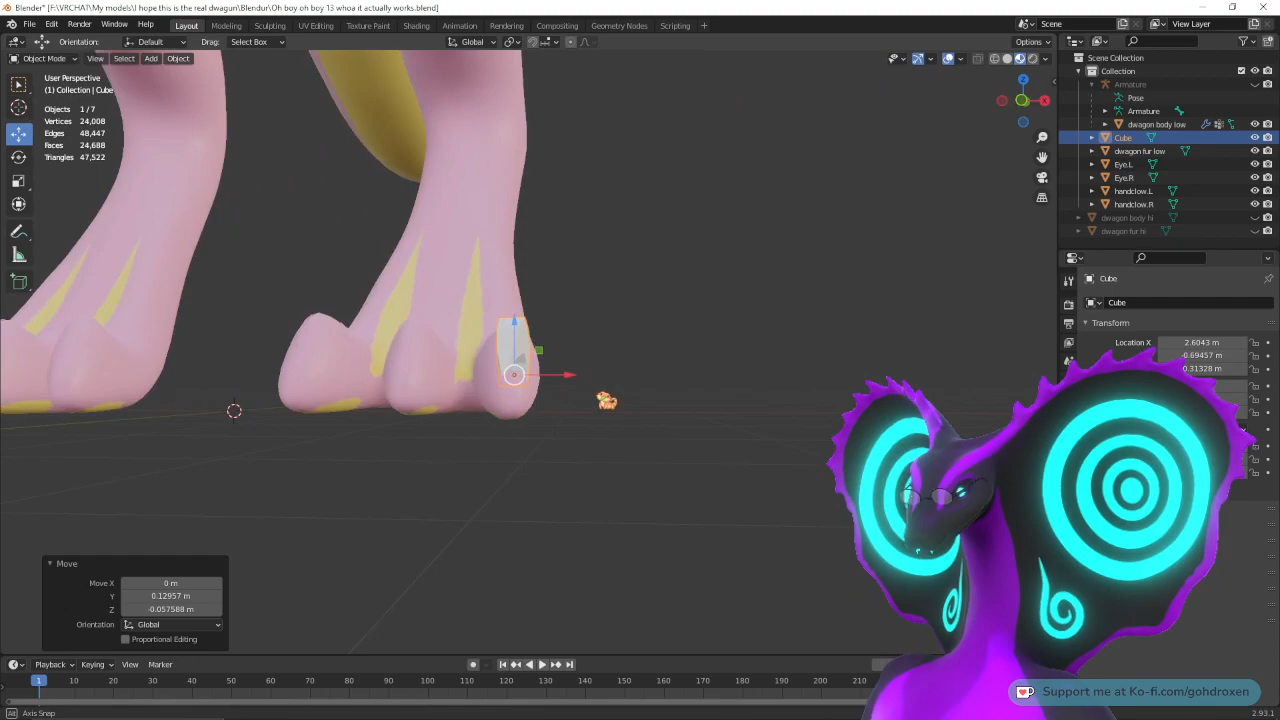 Blender* [F:\VRCHAT\My models\I hope this is the real dwagun\Blendur\Oh boy oh boy 13 whoa it actually works.blend]
File Edit Render Window Help Layout Modeling Sculpting UV Editing Texture Paint Shading Animation Rendering Compositing Geometry Nodes Scripting + Scene View Layer
Orientation: Default Drag: Select Box Global Options
Object Mode View Select Add Object
User Perspective
(1) Collection | Cube
Objects 1/7
Vertices 24,008
Edges 48,447
Faces 24,688
Triangles 47,522
Z
X
Scene Collection
Collection
Armature
Pose
Armature
dwagon body low
Cube
dwagon fur low
Eye.L
Eye.R
handclow.L
handclow.R
dwagon body hi
dwagon fur hi
Cube
Cube
Transform
Location X 2.6043 m
-0.69457 m
0.31328 m
Move
Move X 0 m
Y 0.12957 m
Z -0.057588 m
Orientation Global
Proportional Editing
Playback Keying View Marker
1 10 20 30 40 50 60 70 80 90 100 110 120 130 140 150 160 170 180 190 200 210
Support me at Ko-fi.com/gohdroxen
Alt Axis Snap
2.93.1